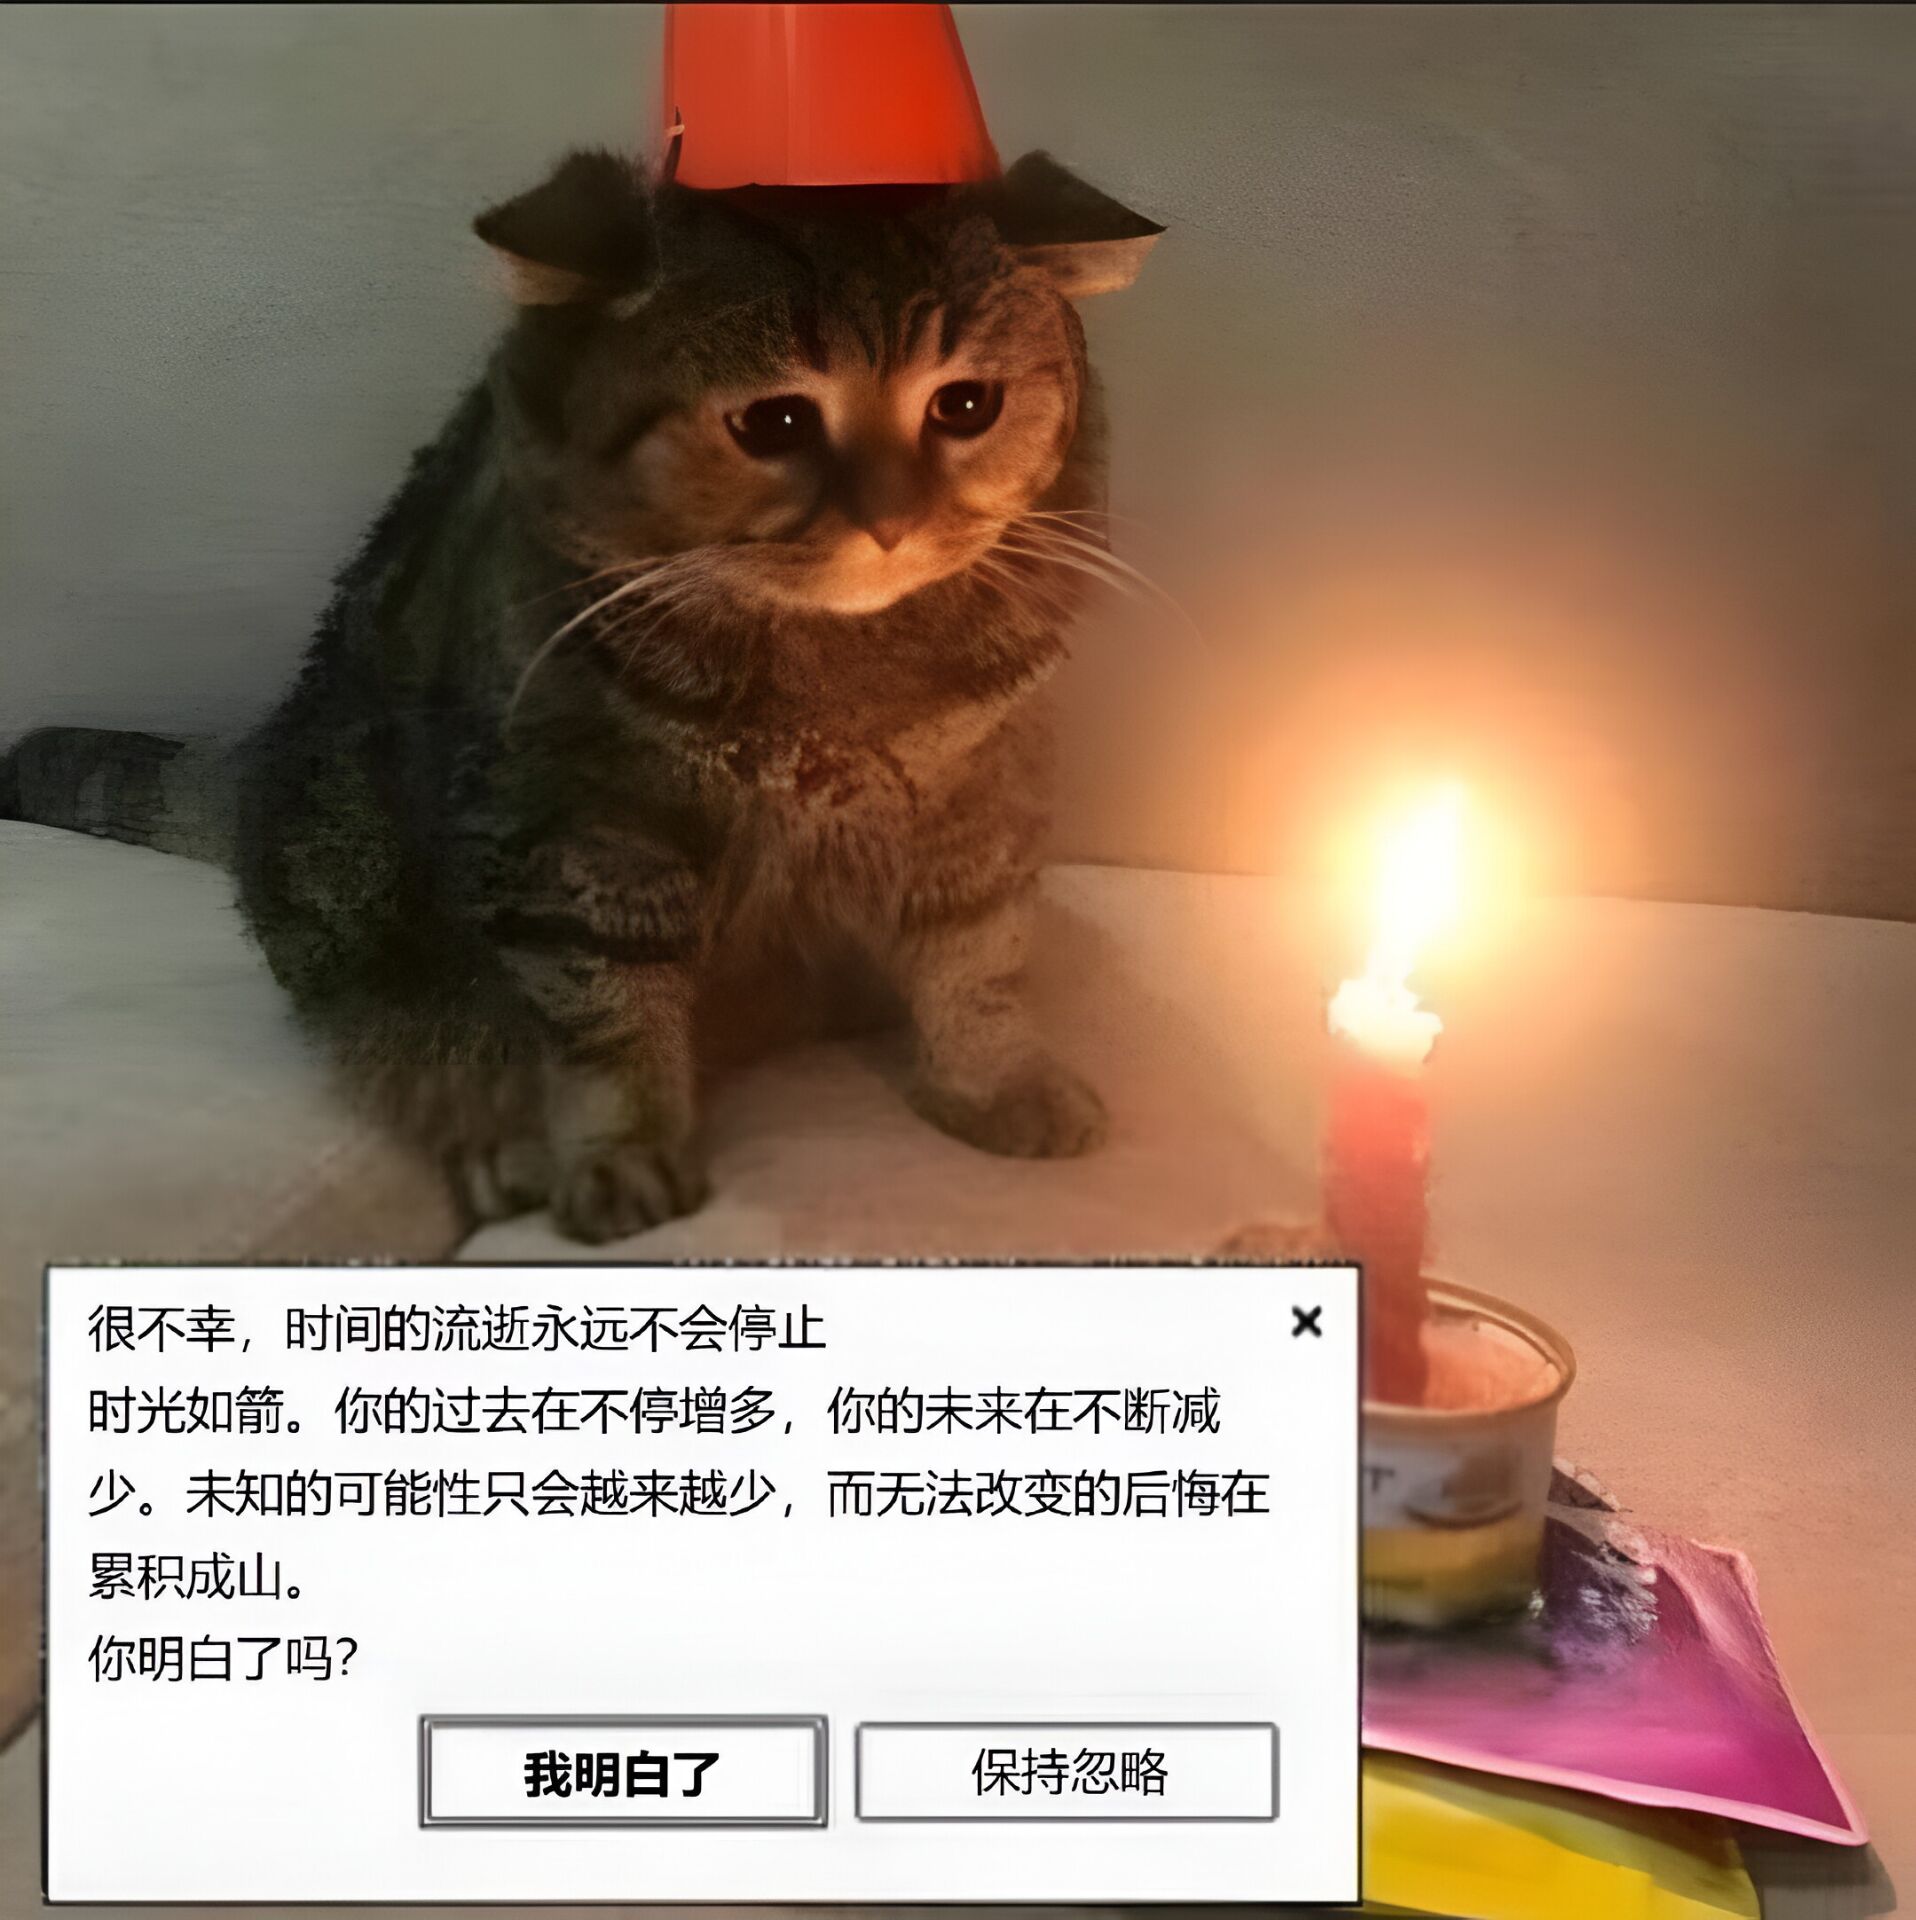 很不幸，时间的流逝永远不会停止
时光如箭。你的过去在不停增多，你的未来在不断减
少。未知的可能性只会越来越少，而无法改变的后悔在
累积成山。
你明白了吗？
我明白了
保持忽略